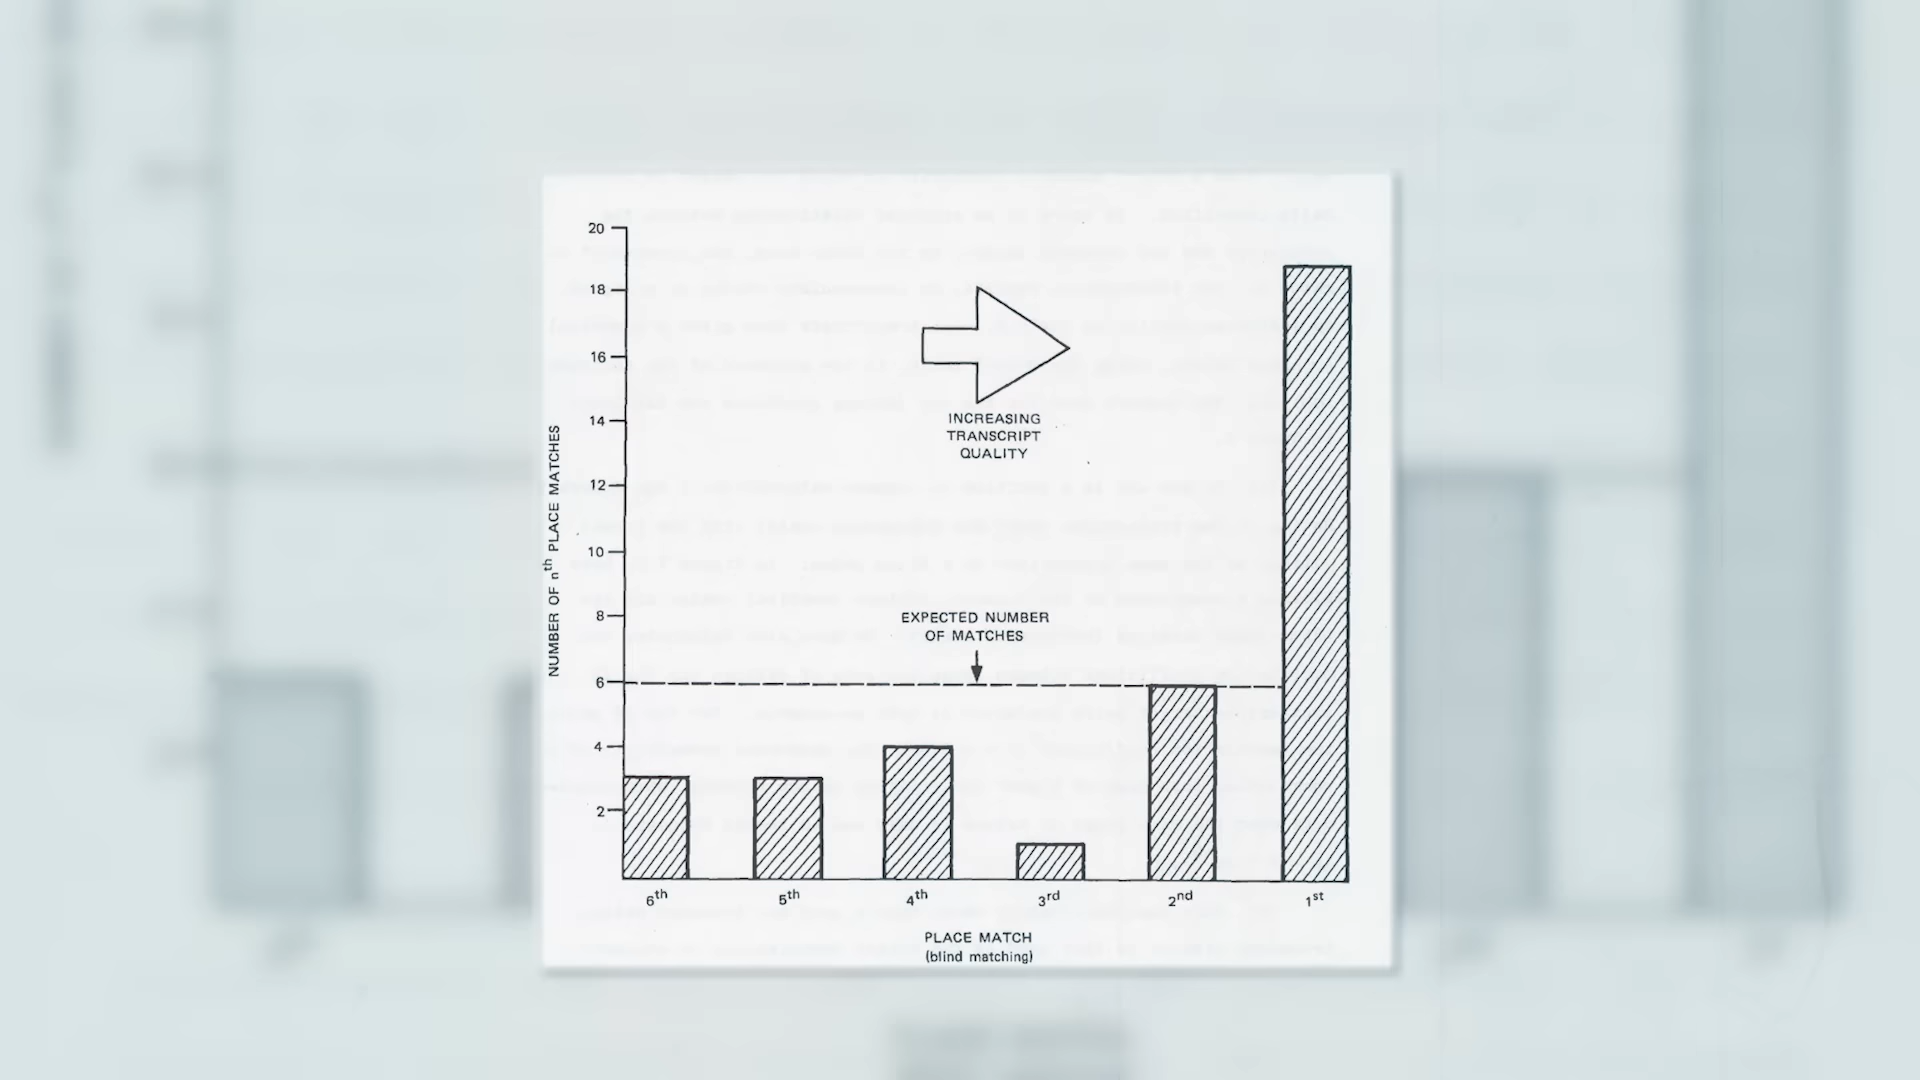 20
18
16
14
12
10
8
6
4
2
NUMBER OF nth PLACE MATCHES
INCREASING
TRANSCRIPT
QUALITY
EXPECTED NUMBER
OF MATCHES
6th 5th 4th 3rd 2nd 1st
PLACE MATCH
(blind matching)